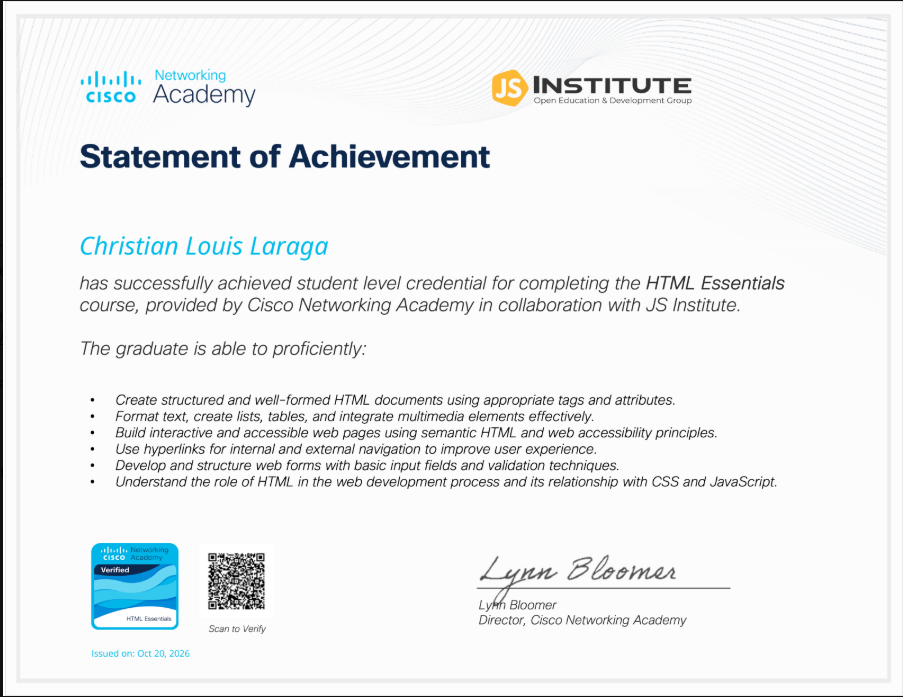 Networking
CISCO Academy
JS INSTITUTE
Open Education & Development Group
Statement of Achievement
Christian Louis Laraga
has successfully achieved student level credential for completing the HTML Essentials
course, provided by Cisco Networking Academy in collaboration with JS Institute.
The graduate is able to proficiently:
• Create structured and well-formed HTML documents using appropriate tags and attributes.
• Format text, create lists, tables, and integrate multimedia elements effectively.
• Build interactive and accessible web pages using semantic HTML and web accessibility principles.
• Use hyperlinks for internal and external navigation to improve user experience.
• Develop and structure web forms with basic input fields and validation techniques.
• Understand the role of HTML in the web development process and its relationship with CSS and JavaScript.
Networking
CISCO Academy
Verified
HTML Essentials
Scan to Verify
Issued on: Oct 20, 2026
Lynn Bloomer
Lynn Bloomer
Director, Cisco Networking Academy